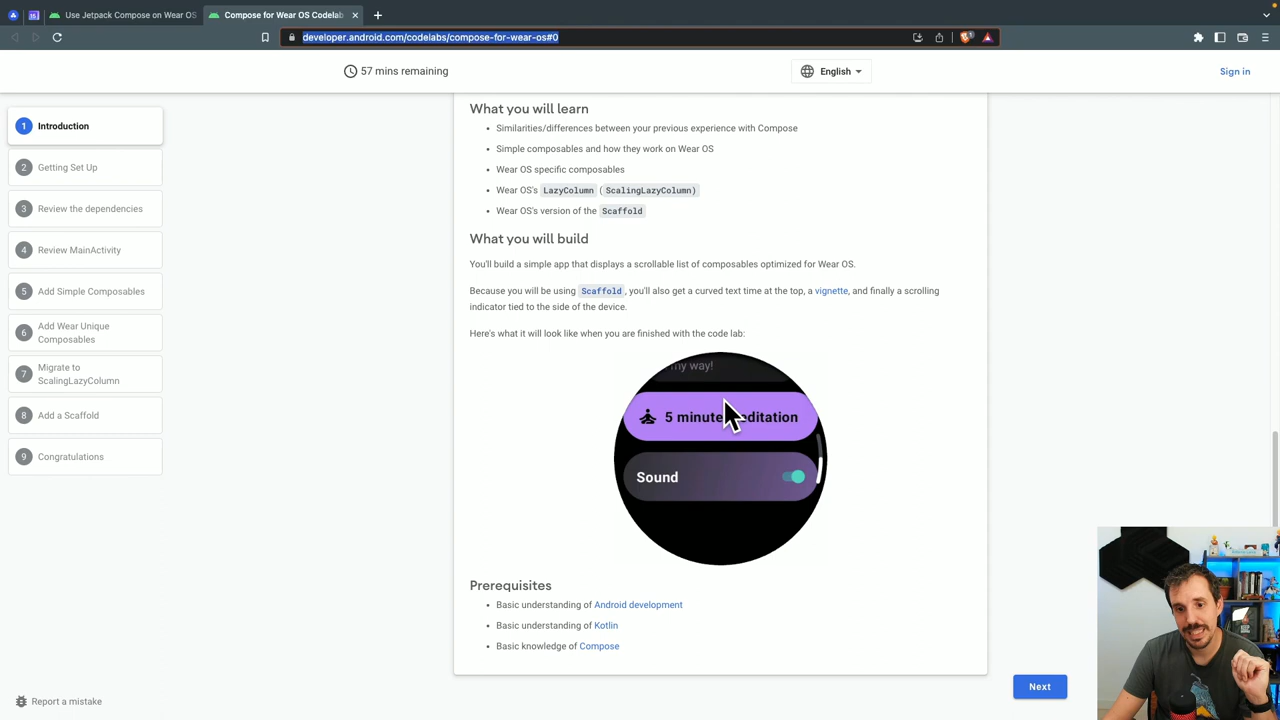 Use Jetpack Compose on Wear OS
Compose for Wear OS Codelab
developer.android.com/codelabs/compose-for-wear-os#0
57 mins remaining
English
Sign in
1 Introduction
2 Getting Set Up
3 Review the dependencies
4 Review MainActivity
5 Add Simple Composables
6 Add Wear Unique
Composables
7 Migrate to
ScalingLazyColumn
8 Add a Scaffold
9 Congratulations
What you will learn
• Similarities/differences between your previous experience with Compose
• Simple composables and how they work on Wear OS
• Wear OS specific composables
• Wear OS's LazyColumn (ScalingLazyColumn)
• Wear OS's version of the Scaffold
What you will build
You'll build a simple app that displays a scrollable list of composables optimized for Wear OS.
Because you will be using Scaffold, you'll also get a curved text time at the top, a vignette, and finally a scrolling
indicator tied to the side of the device.
Here's what it will look like when you are finished with the code lab:
my way!
5 minute
Sound
Prerequisites
• Basic understanding of Android development
• Basic understanding of Kotlin
• Basic knowledge of Compose
Next
Report a mistake